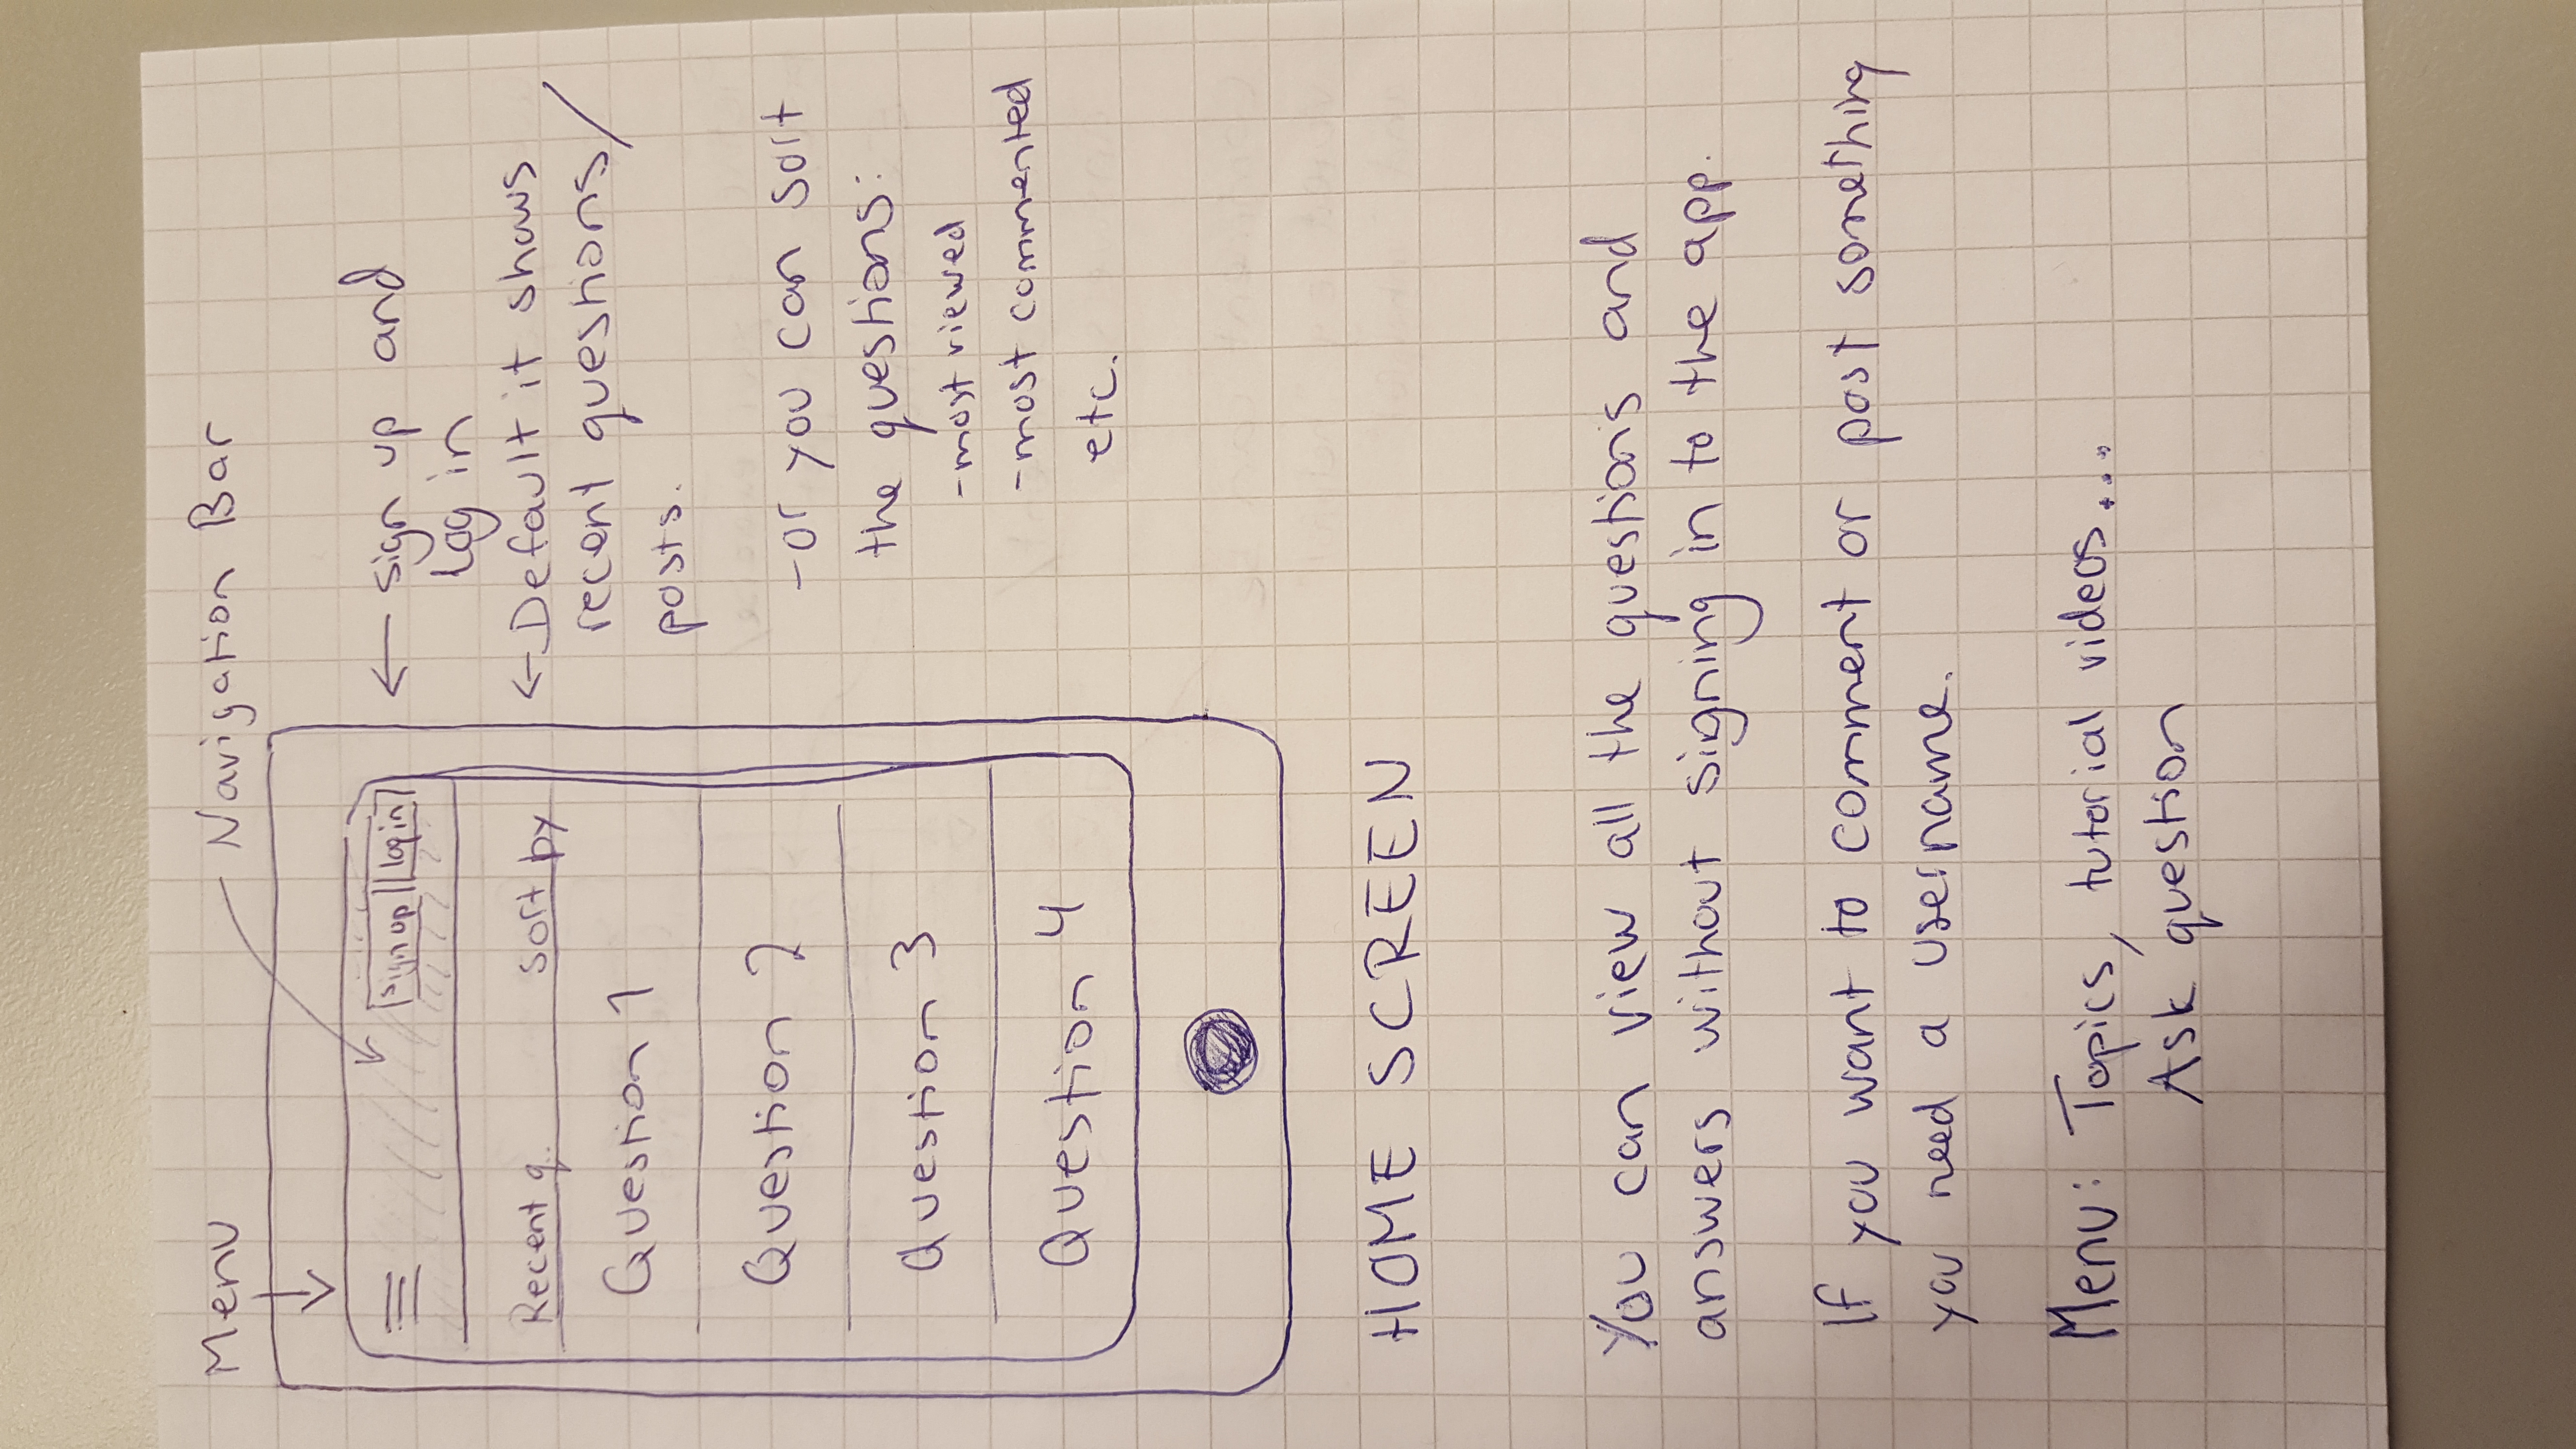 Menu
Navigation Bar
sign up log in
← sign up and
log in
Recent q. Sort by
← Default it shows
recent questions/
posts.
Question 1
Question 2
Question 3
Question 4
-or you can sort
the questions:
-most viewed
-most commented
etc.
HOME SCREEN
You can view all the questions and
answers without signing in to the app.
If you want to comment or post something
you need a username.
Menu: Topics, tutorial videos...
Ask question